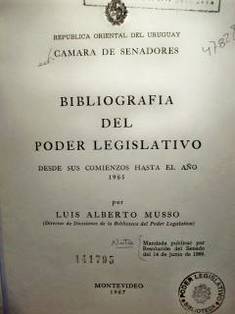 REPUBLICA ORIENTAL DEL URUGUAY
CAMARA DE SENADORES
BIBLIOGRAFIA
DEL
PODER LEGISLATIVO
DESDE SUS COMIENZOS HASTA EL AÑO
1965
por
LUIS ALBERTO MUSSO
(Director de Divisiones de la Biblioteca del Poder Legislativo)
Mandada publicar por
Resolución del Senado
del 14 de junio de 1966.
141795
MONTEVIDEO
1967
PODER LEGISLATIVO
BIBLIOTECA